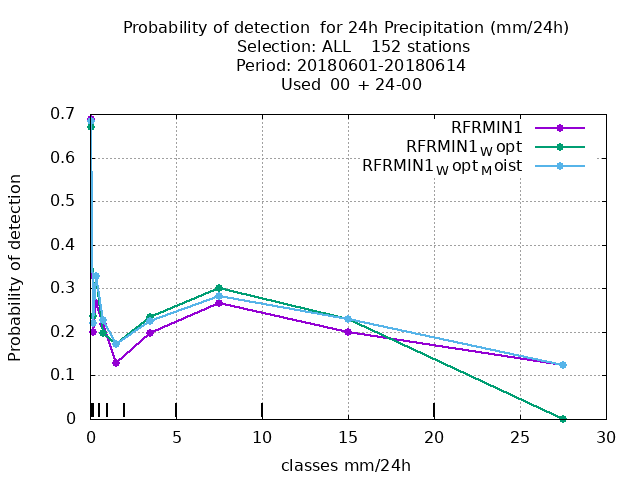 Probability of detection  for 24h Precipitation (mm/24h)
Selection: ALL    152 stations
Period: 20180601-20180614
Used  00 + 24-00
RFRMIN1
RFRMIN1W opt
RFRMIN1W optM oist
Probability of detection
0.7
0.6
0.5
0.4
0.3
0.2
0.1
0
0 5 10 15 20 25 30
classes mm/24h